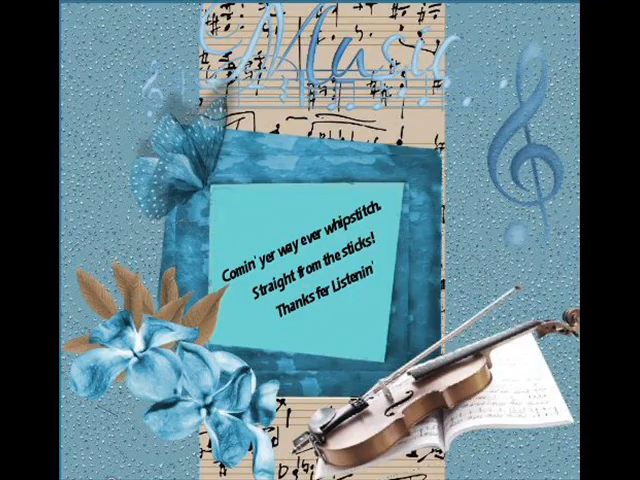 Music
Comin' yer way ever whipstitch.
Straight from the sticks!
Thanks fer Listenin'